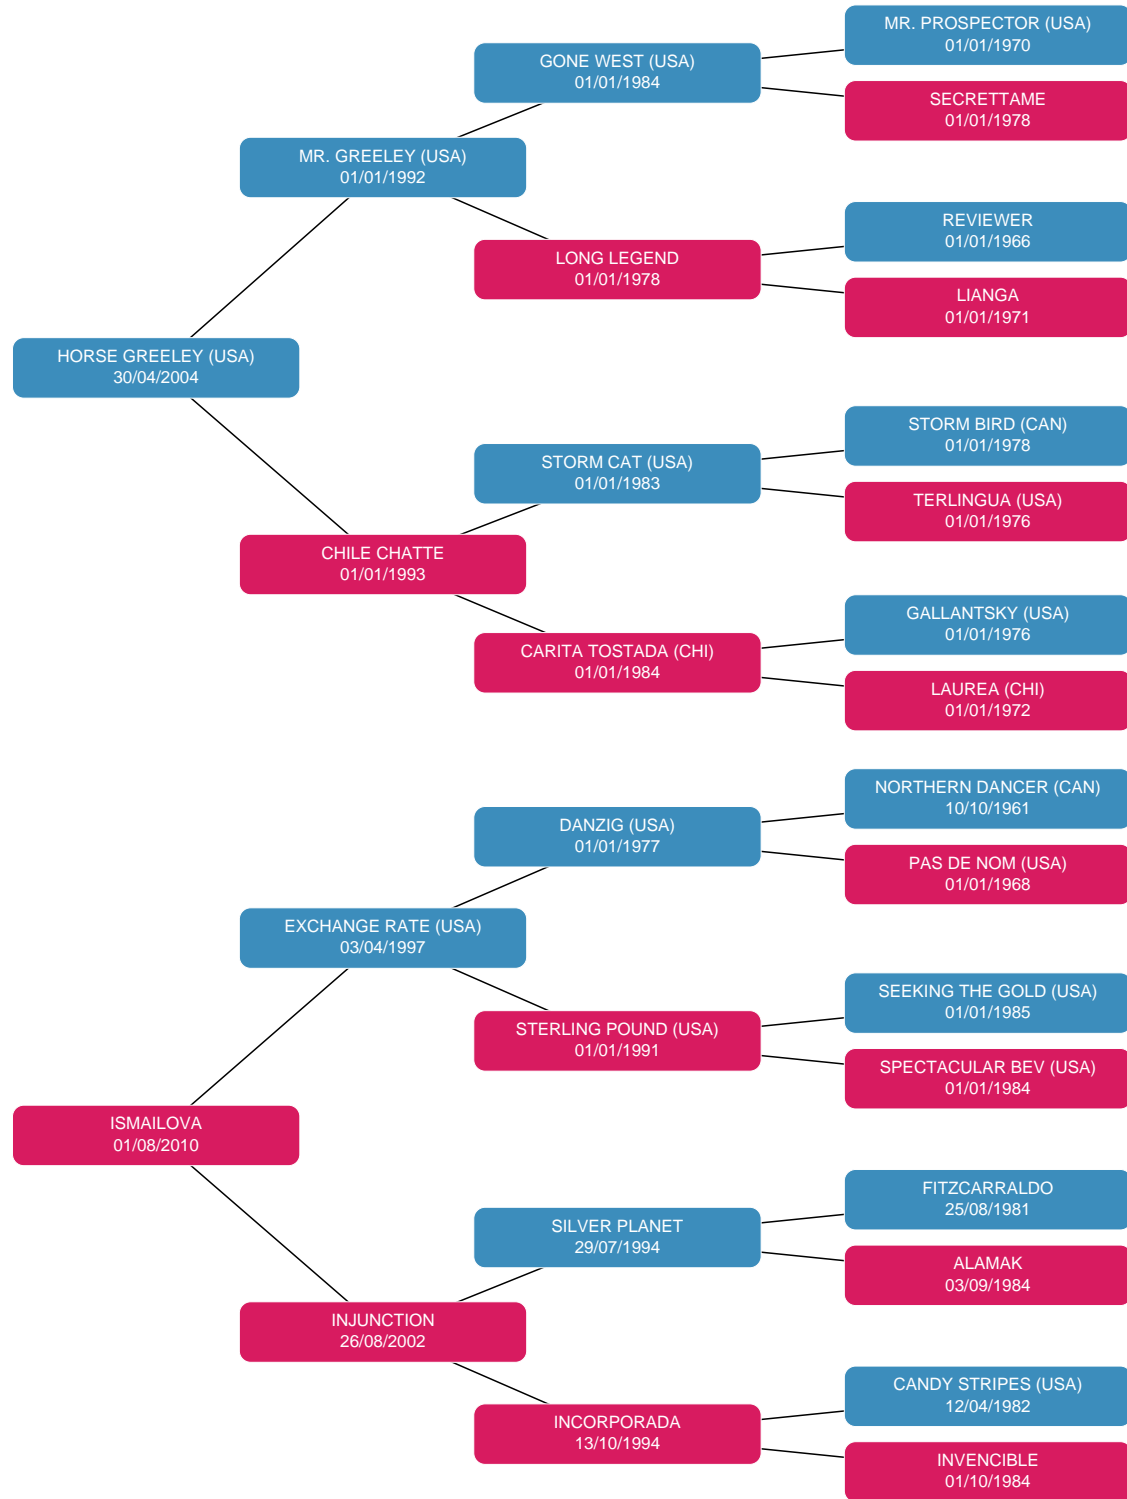 MR. PROSPECTOR (USA)
01/01/1970
GONE WEST (USA)
01/01/1984
SECRETTAME
01/01/1978
MR. GREELEY (USA)
01/01/1992
REVIEWER
01/01/1966
LONG LEGEND
01/01/1978
LIANGA
01/01/1971
HORSE GREELEY (USA)
30/04/2004
STORM BIRD (CAN)
01/01/1978
STORM CAT (USA)
01/01/1983
TERLINGUA (USA)
01/01/1976
CHILE CHATTE
01/01/1993
GALLANTSKY (USA)
01/01/1976
CARITA TOSTADA (CHI)
01/01/1984
LAUREA (CHI)
01/01/1972
NORTHERN DANCER (CAN)
10/10/1961
DANZIG (USA)
01/01/1977
PAS DE NOM (USA)
01/01/1968
EXCHANGE RATE (USA)
03/04/1997
SEEKING THE GOLD (USA)
01/01/1985
STERLING POUND (USA)
01/01/1991
SPECTACULAR BEV (USA)
01/01/1984
ISMAILOVA
01/08/2010
FITZCARRALDO
25/08/1981
SILVER PLANET
29/07/1994
ALAMAK
03/09/1984
INJUNCTION
26/08/2002
CANDY STRIPES (USA)
12/04/1982
INCORPORADA
13/10/1994
INVENCIBLE
01/10/1984